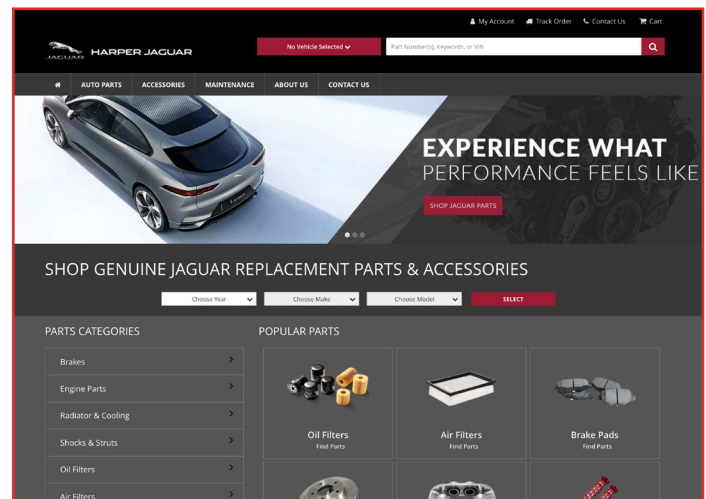 My Account
Track Order
Contact Us
Cart
JAGUAR
HARPER JAGUAR
No Vehicle Selected
Part Number(s), Keywords, or VIN
AUTO PARTS
ACCESSORIES
MAINTENANCE
ABOUT US
CONTACT US
EXPERIENCE WHAT
PERFORMANCE FEELS LIKE
SHOP JAGUAR PARTS
SHOP GENUINE JAGUAR REPLACEMENT PARTS & ACCESSORIES
Choose Year
Choose Make
Choose Model
SELECT
PARTS CATEGORIES
Brakes
Engine Parts
Radiator & Cooling
Shocks & Struts
Oil Filters
Air Filters
POPULAR PARTS
Oil Filters
Find Parts
Air Filters
Find Parts
Brake Pads
Find Parts